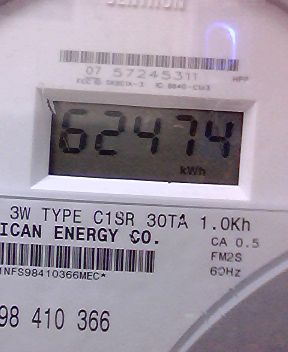 07 57245311
62474
kWh
3W TYPE C1SR 30TA 1.0Kh
ICAN ENERGY CO.
CA 0.5
FM2S
60Hz
1NFS98410366MEC*
98 410 366